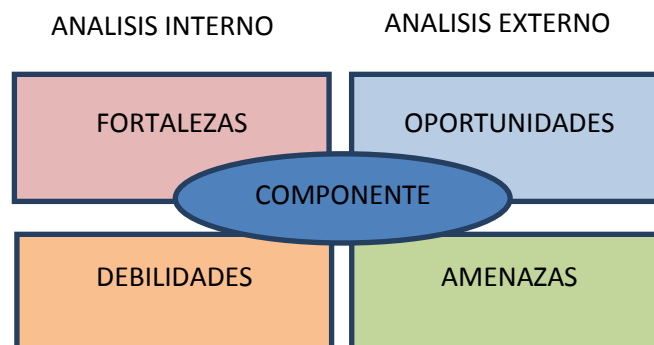 ANALISIS INTERNO
ANALISIS EXTERNO
FORTALEZAS
OPORTUNIDADES
COMPONENTE
DEBILIDADES
AMENAZAS